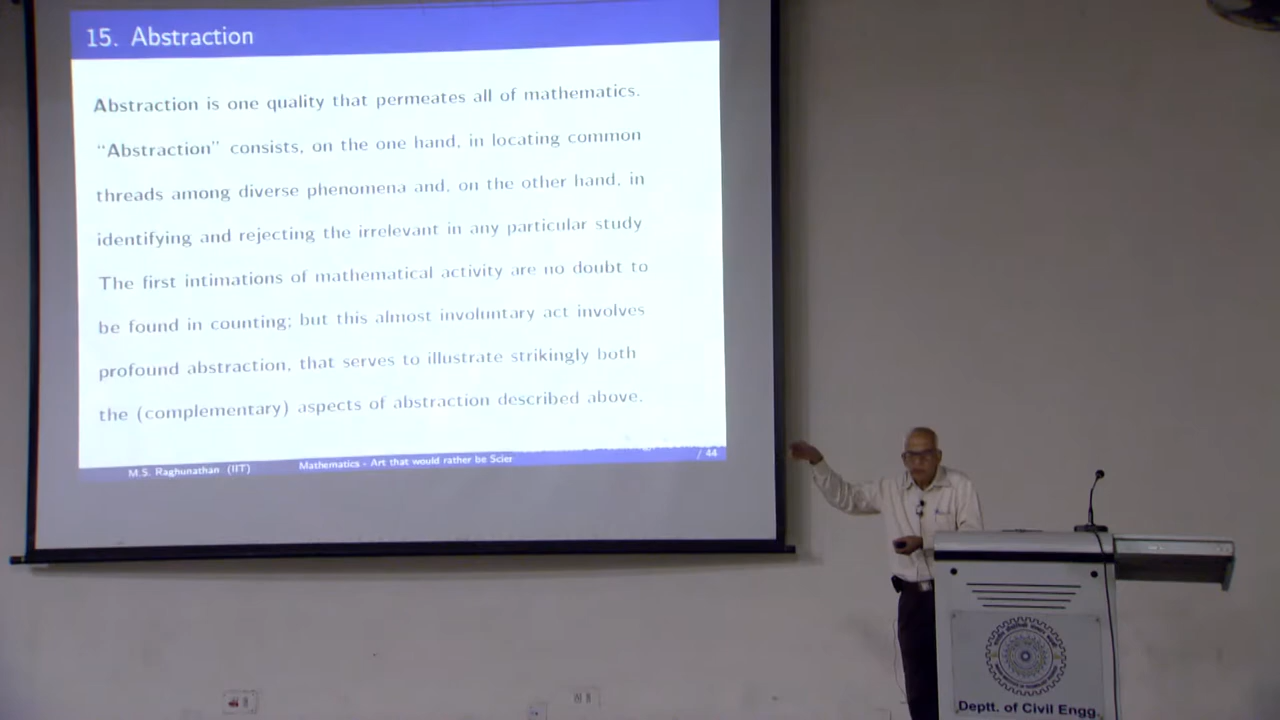 15. Abstraction
Abstraction is one quality that permeates all of mathematics.
“Abstraction” consists, on the one hand, in locating common
threads among diverse phenomena and, on the other hand, in
identifying and rejecting the irrelevant in any particular study
The first intimations of mathematical activity are no doubt to
be found in counting; but this almost involuntary act involves
profound abstraction, that serves to illustrate strikingly both
the (complementary) aspects of abstraction described above.
M.S. Raghunathan (IIT) Mathematics - Art that would rather be Scier / 44
Deptt. of Civil Engg.